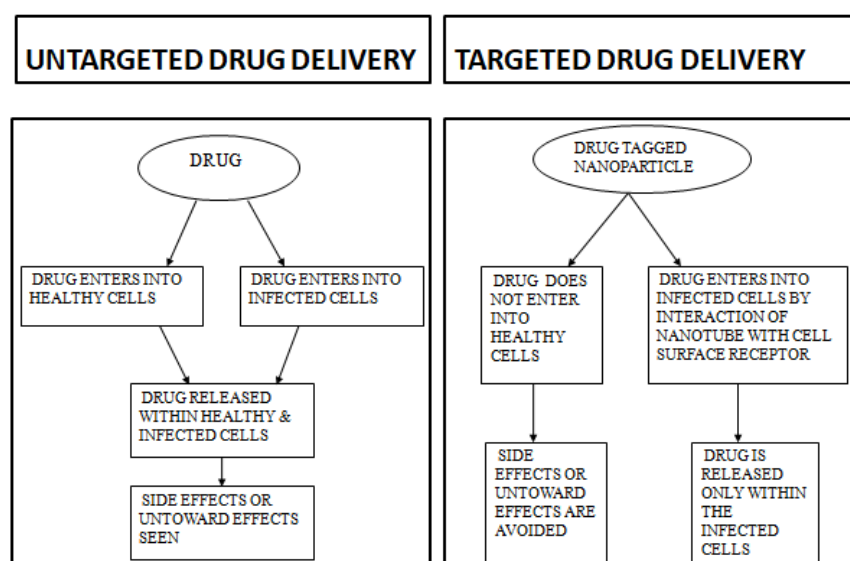 UNTARGETED DRUG DELIVERY
TARGETED DRUG DELIVERY
DRUG
DRUG ENTERS INTO
HEALTHY CELLS
DRUG ENTERS INTO
INFECTED CELLS
DRUG RELEASED
WITHIN HEALTHY &
INFECTED CELLS
SIDE EFFECTS OR
UNTOWARD EFFECTS
SEEN
DRUG TAGGED
NANOPARTICLE
DRUG DOES
NOT ENTER
INTO
HEALTHY
CELLS
DRUG ENTERS INTO
INFECTED CELLS BY
INTERACTION OF
NANOTUBE WITH CELL
SURFACE RECEPTOR
SIDE
EFFECTS OR
UNTOWARD
EFFECTS ARE
AVOIDED
DRUG IS
RELEASED
ONLY WITHIN
THE
INFECTED
CELLS